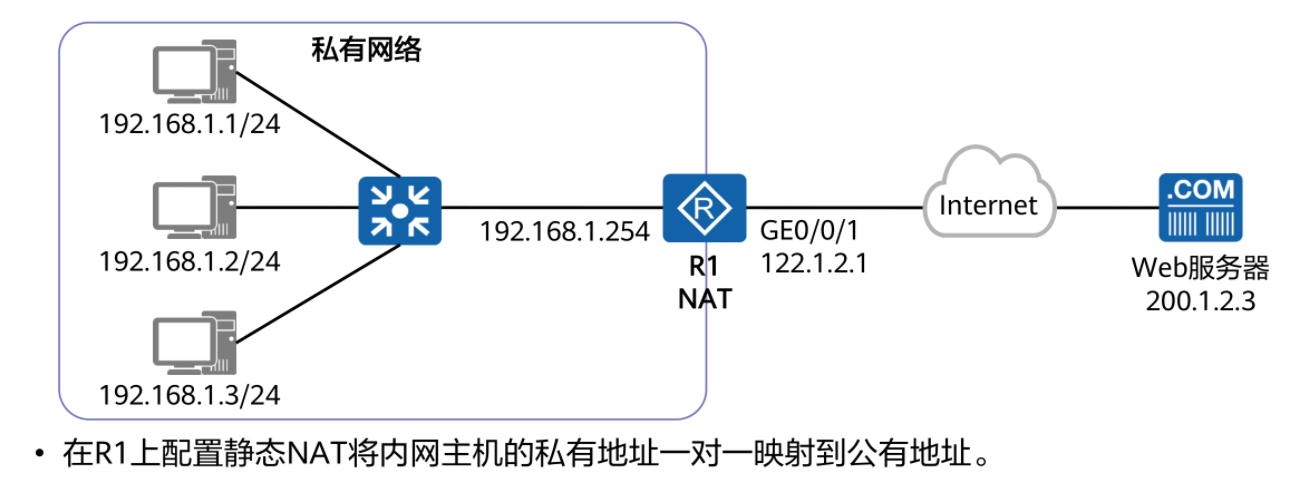 私有网络
192.168.1.1/24
192.168.1.2/24
192.168.1.3/24
192.168.1.254
R
R1
NAT
GE0/0/1
122.1.2.1
Internet
.COM
Web服务器
200.1.2.3
• 在R1上配置静态NAT将内网主机的私有地址一对一映射到公有地址。